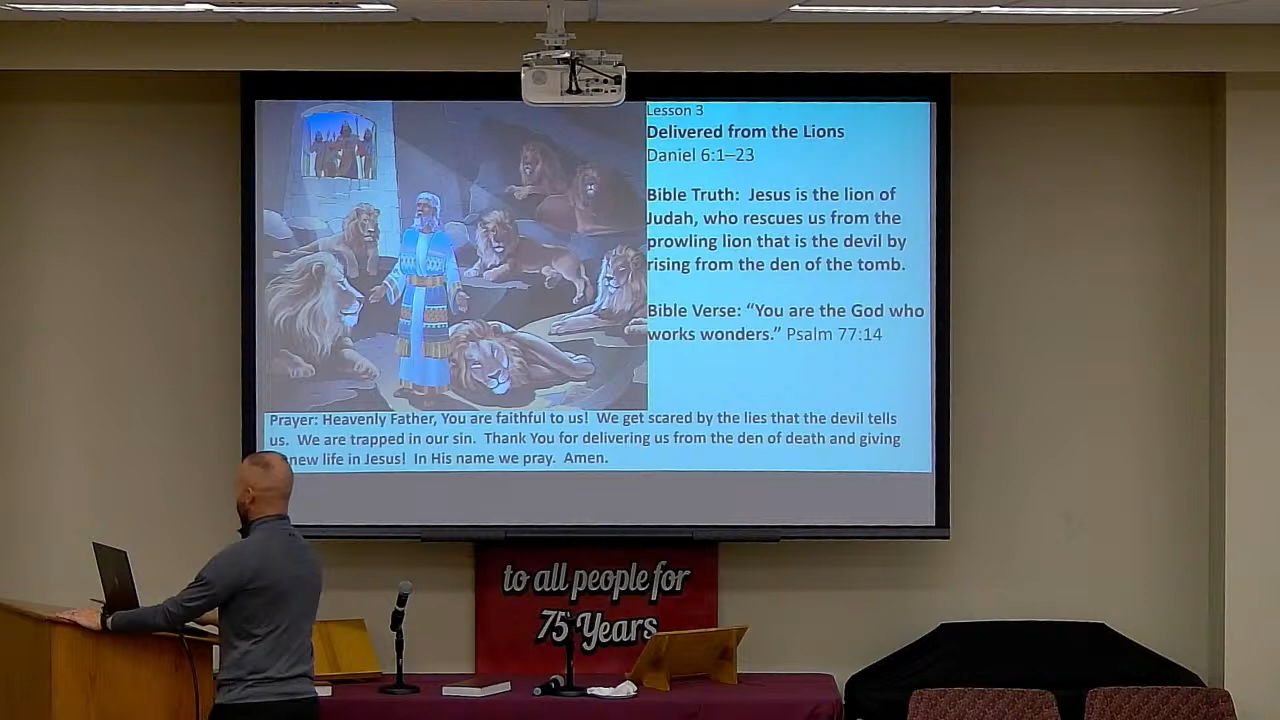 Lesson 3
Delivered from the Lions
Daniel 6:1–23
Bible Truth: Jesus is the lion of
Judah, who rescues us from the
prowling lion that is the devil by
rising from the den of the tomb.
Bible Verse: “You are the God who
works wonders.” Psalm 77:14
Prayer: Heavenly Father, You are faithful to us! We get scared by the lies that the devil tells
us. We are trapped in our sin. Thank You for delivering us from the den of death and giving
new life in Jesus! In His name we pray. Amen.
to all people for
75 Years